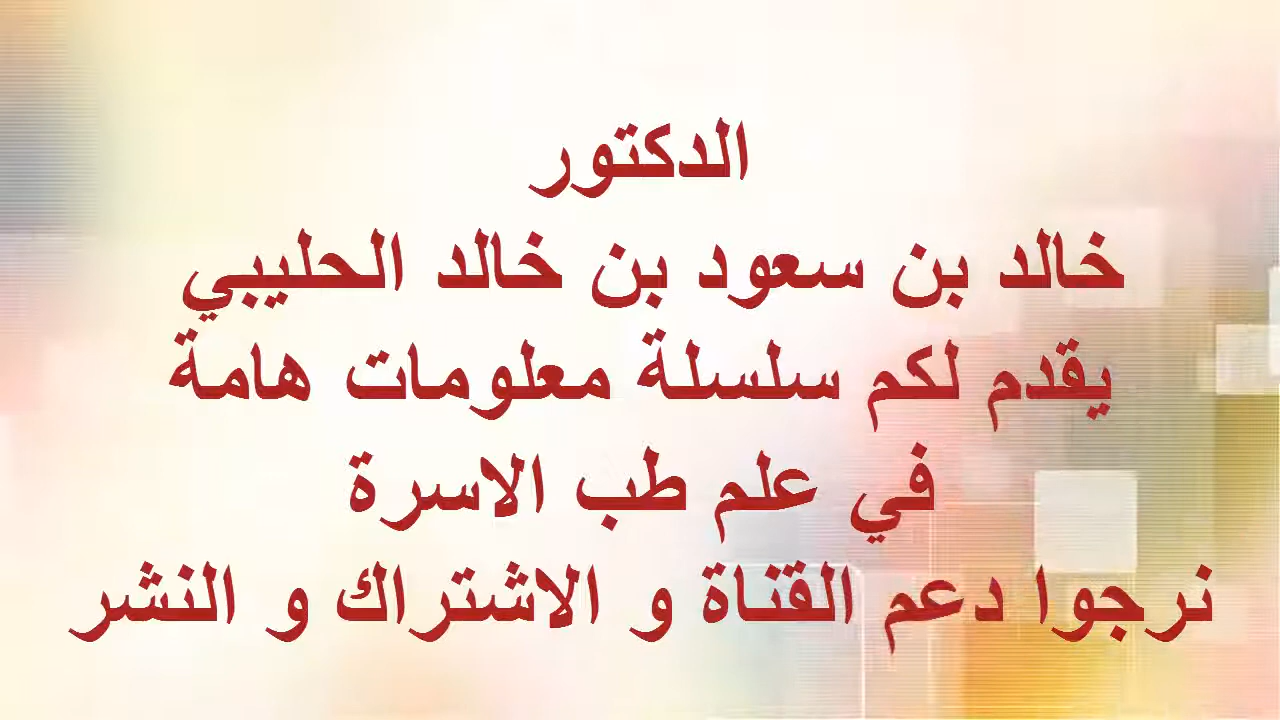 الدكتور
خالد بن سعود بن خالد الحليبي
يقدم لكم سلسلة معلومات هامة
في علم طب الاسرة
نرجوا دعم القناة و الاشتراك و النشر